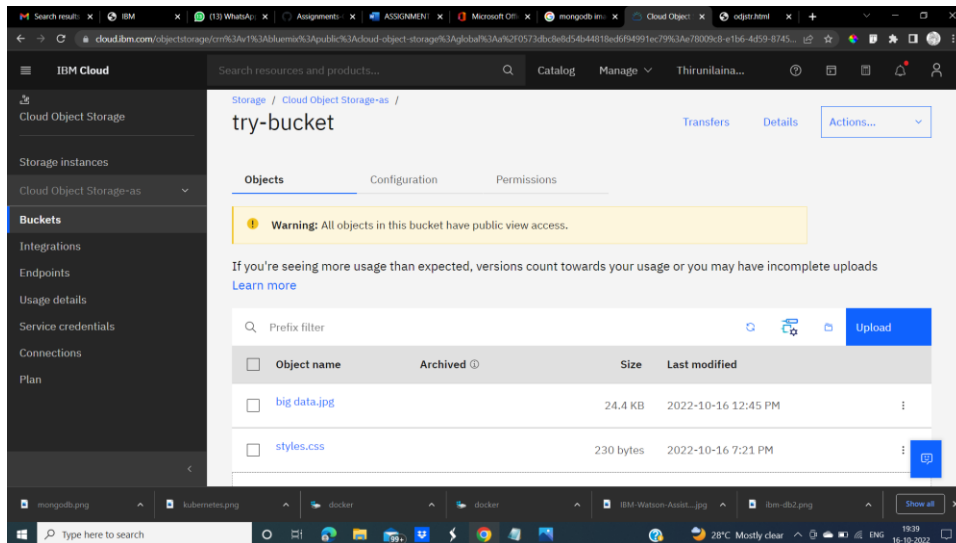 Search result:
IBM
(13) WhatsAp
Assignments-
ASSIGNMENT
Microsoft Offi
mongodb im
Cloud Object
odjstr.html
cloud.ibm.com/objectstorage/crn%3Av1%3Abluemix%3Apublic%3Acloud-object-storage%3Aglobal%3Aa%2F0573dbc8e8d54b44818ed6f94991ec79%3Ae78009c8-e1b6-4d59-8745...
IBM Cloud
Search resources and products...
Catalog
Manage
Thirunilaina...
Cloud Object Storage
Storage instances
Cloud Object Storage-as
Buckets
Integrations
Endpoints
Usage details
Service credentials
Connections
Plan
Storage / Cloud Object Storage-as /
try-bucket
Transfers
Details
Actions...
Objects
Configuration
Permissions
Warning: All objects in this bucket have public view access.
If you're seeing more usage than expected, versions count towards your usage or you may have incomplete uploads
Learn more
Prefix filter
Upload
Object name
Archived
Size
Last modified
big data.jpg
24.4 KB
2022-10-16 12:45 PM
styles.css
230 bytes
2022-10-16 7:21 PM
mongodb.png
kubernetes.png
docker
docker
IBM-Watson-Assist....jpg
ibm-db2.png
Show all
Type here to search
99+
28°C Mostly clear
ENG
19:39
16-10-2022